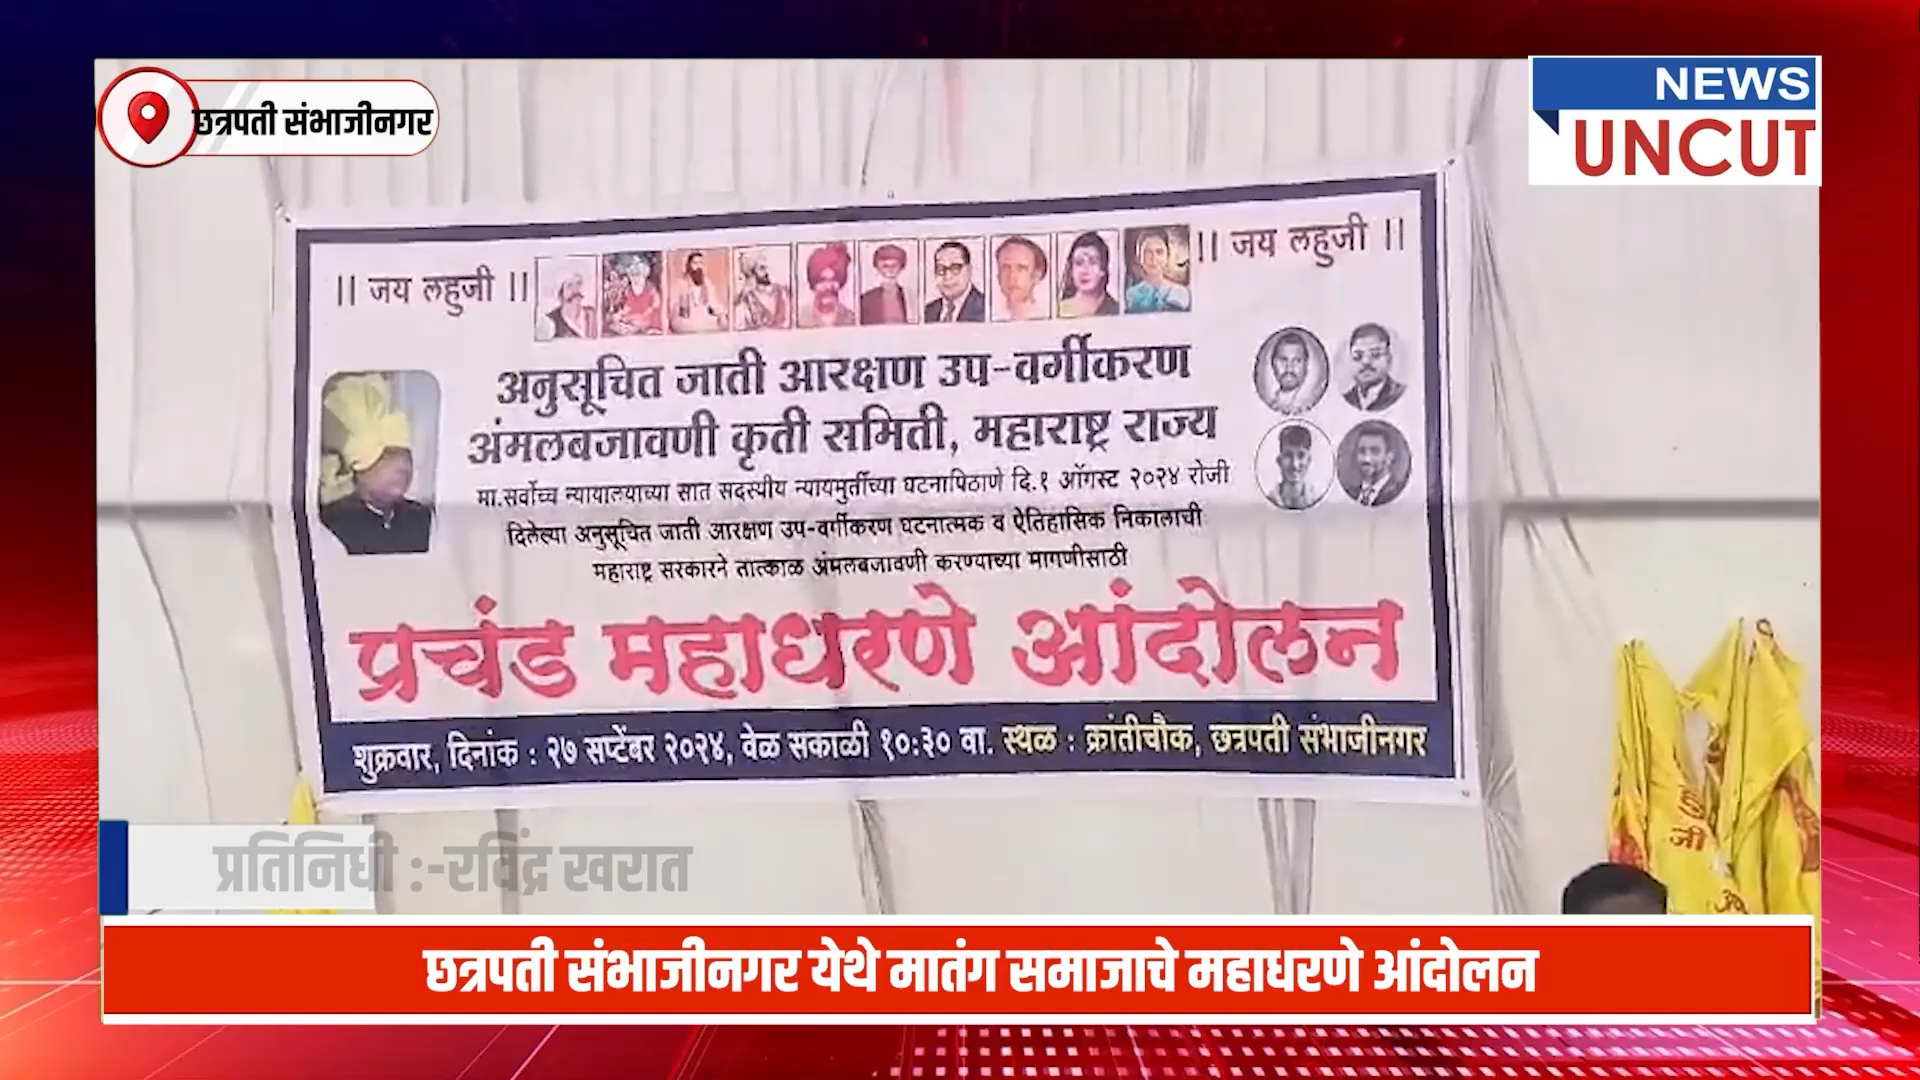 छत्रपती संभाजीनगर
NEWS
UNCUT
|| जय लहुजी ||
|| जय लहुजी ||
अनुसूचित जाती आरक्षण उप-वर्गीकरण
अंमलबजावणी कृती समिती, महाराष्ट्र राज्य
मा.सर्वोच्च न्यायालयाच्या सात सदस्यीय न्यायमुर्तीच्या घटनापिठाणे दि.१ ऑगस्ट २०२४ रोजी
दिलेल्या अनुसूचित जाती आरक्षण उप-वर्गीकरण घटनात्मक व ऐतिहासिक निकालाची
महाराष्ट्र सरकारने तात्काळ अंमलबजावणी करण्याच्या मागणीसाठी
प्रचंड महाधरणे आंदोलन
शुक्रवार, दिनांक : २७ सप्टेंबर २०२४, वेळ सकाळी १०:३० वा. स्थळ : क्रांतीचौक, छत्रपती संभाजीनगर
प्रतिनिधी :-रविंद्र खरात
छत्रपती संभाजीनगर येथे मातंग समाजाचे महाधरणे आंदोलन